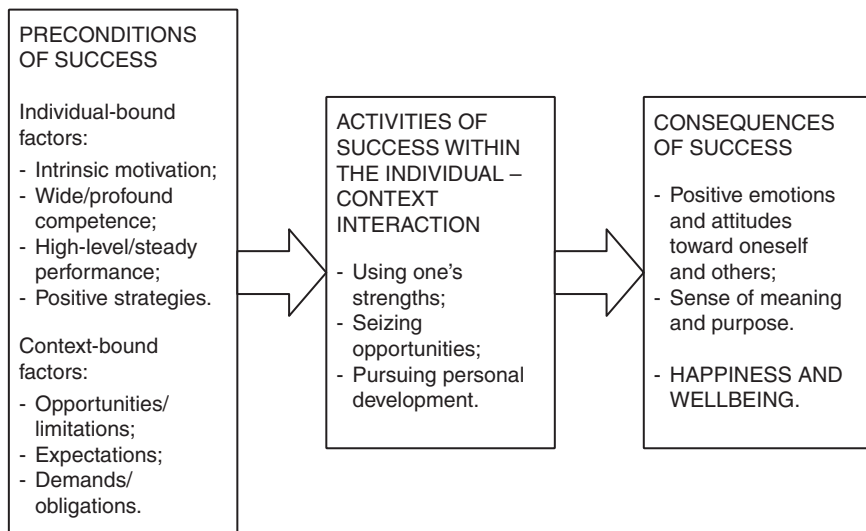 PRECONDITIONS
OF SUCCESS
Individual-bound
factors:
- Intrinsic motivation;
- Wide/profound
competence;
- High-level/steady
performance;
- Positive strategies.
Context-bound
factors:
- Opportunities/
limitations;
- Expectations;
- Demands/
obligations.
ACTIVITIES OF
SUCCESS WITHIN
THE INDIVIDUAL –
CONTEXT
INTERACTION
- Using one’s
strengths;
- Seizing
opportunities;
- Pursuing personal
development.
CONSEQUENCES
OF SUCCESS
- Positive emotions
and attitudes
toward oneself
and others;
- Sense of meaning
and purpose.
- HAPPINESS AND
WELLBEING.